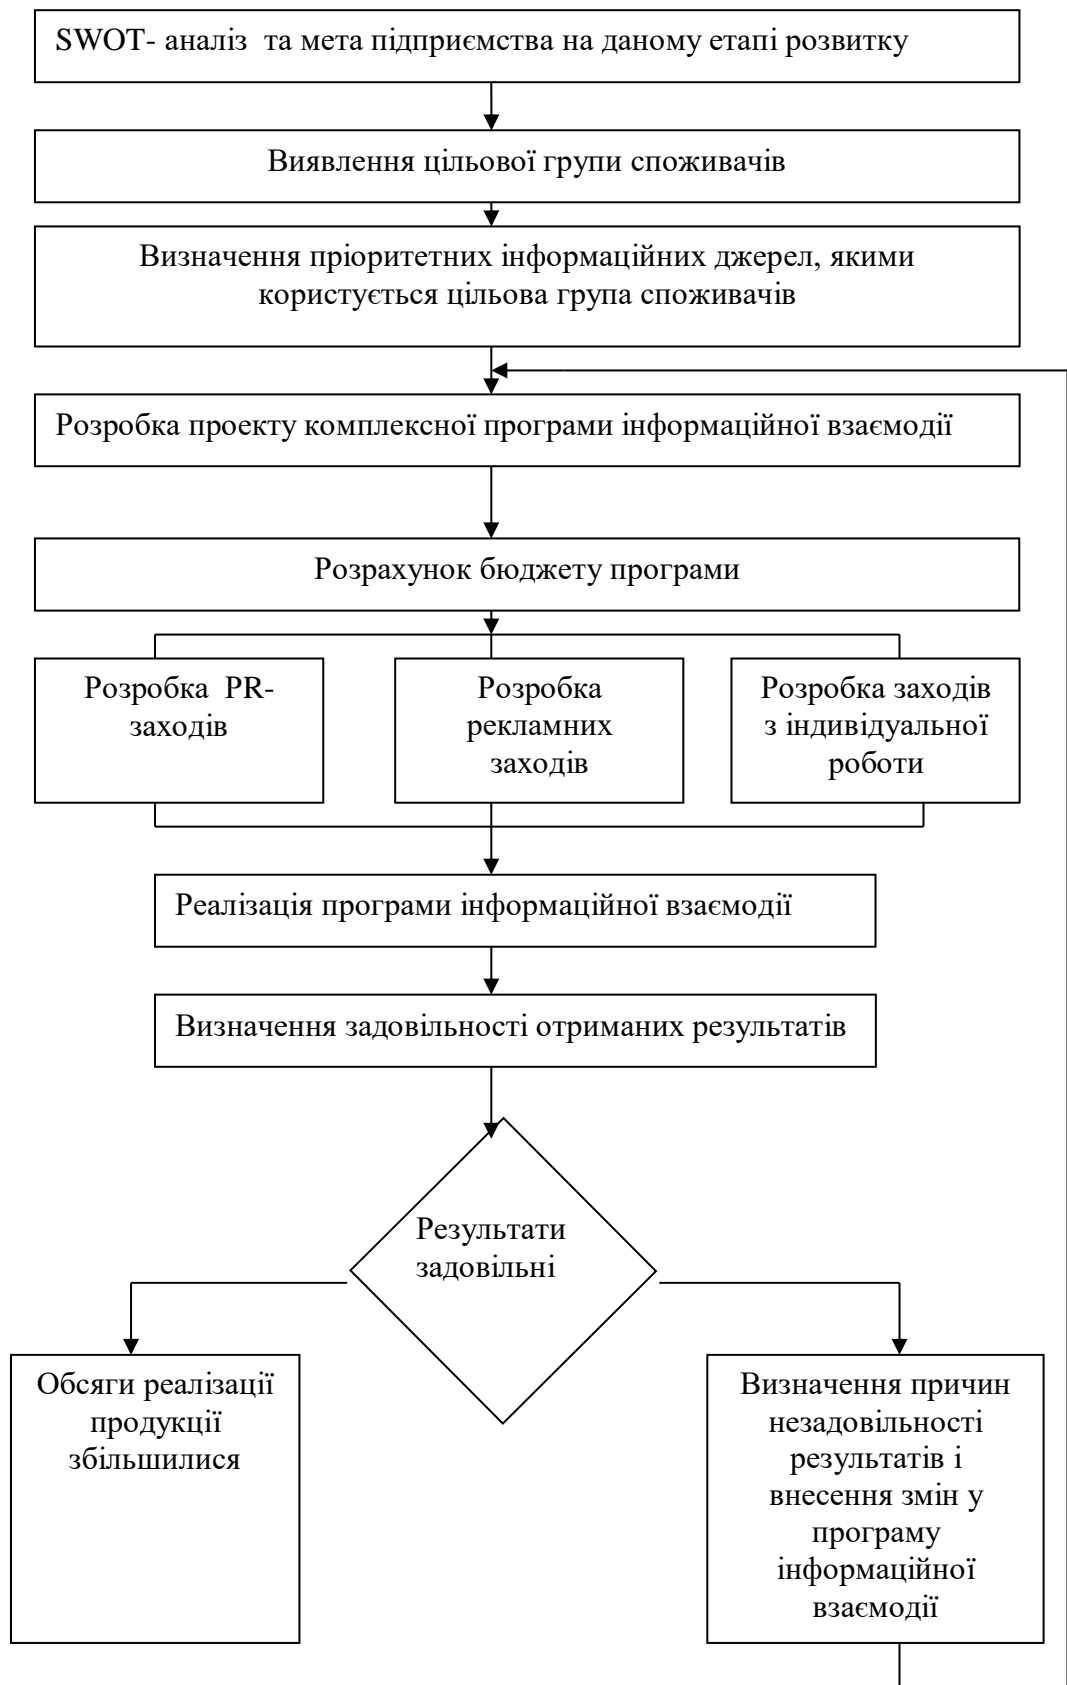 SWOT- аналіз  та мета підприємства на даному етапі розвитку
Виявлення цільової групи споживачів
Визначення пріоритетних інформаційних джерел, якими
користується цільова група споживачів
Розробка проекту комплексної програми інформаційної взаємодії
Розрахунок бюджету програми
Розробка  PR-
заходів
Розробка
рекламних
заходів
Розробка заходів
з індивідуальної
роботи
Реалізація програми інформаційної взаємодії
Визначення задовільності отриманих результатів
Результати
задовільні
Обсяги реалізації
продукції
збільшилися
Визначення причин
незадовільності
результатів і
внесення змін у
програму
інформаційної
взаємодії